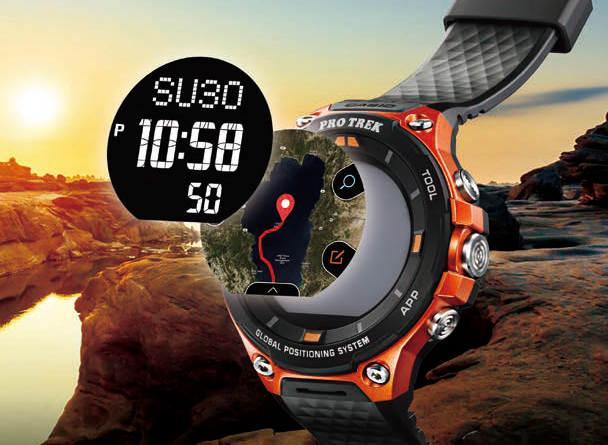 SU30
P 10:58
50
CASIO
PRO TREK
TOOL
APP
GLOBAL POSITIONING SYSTEM